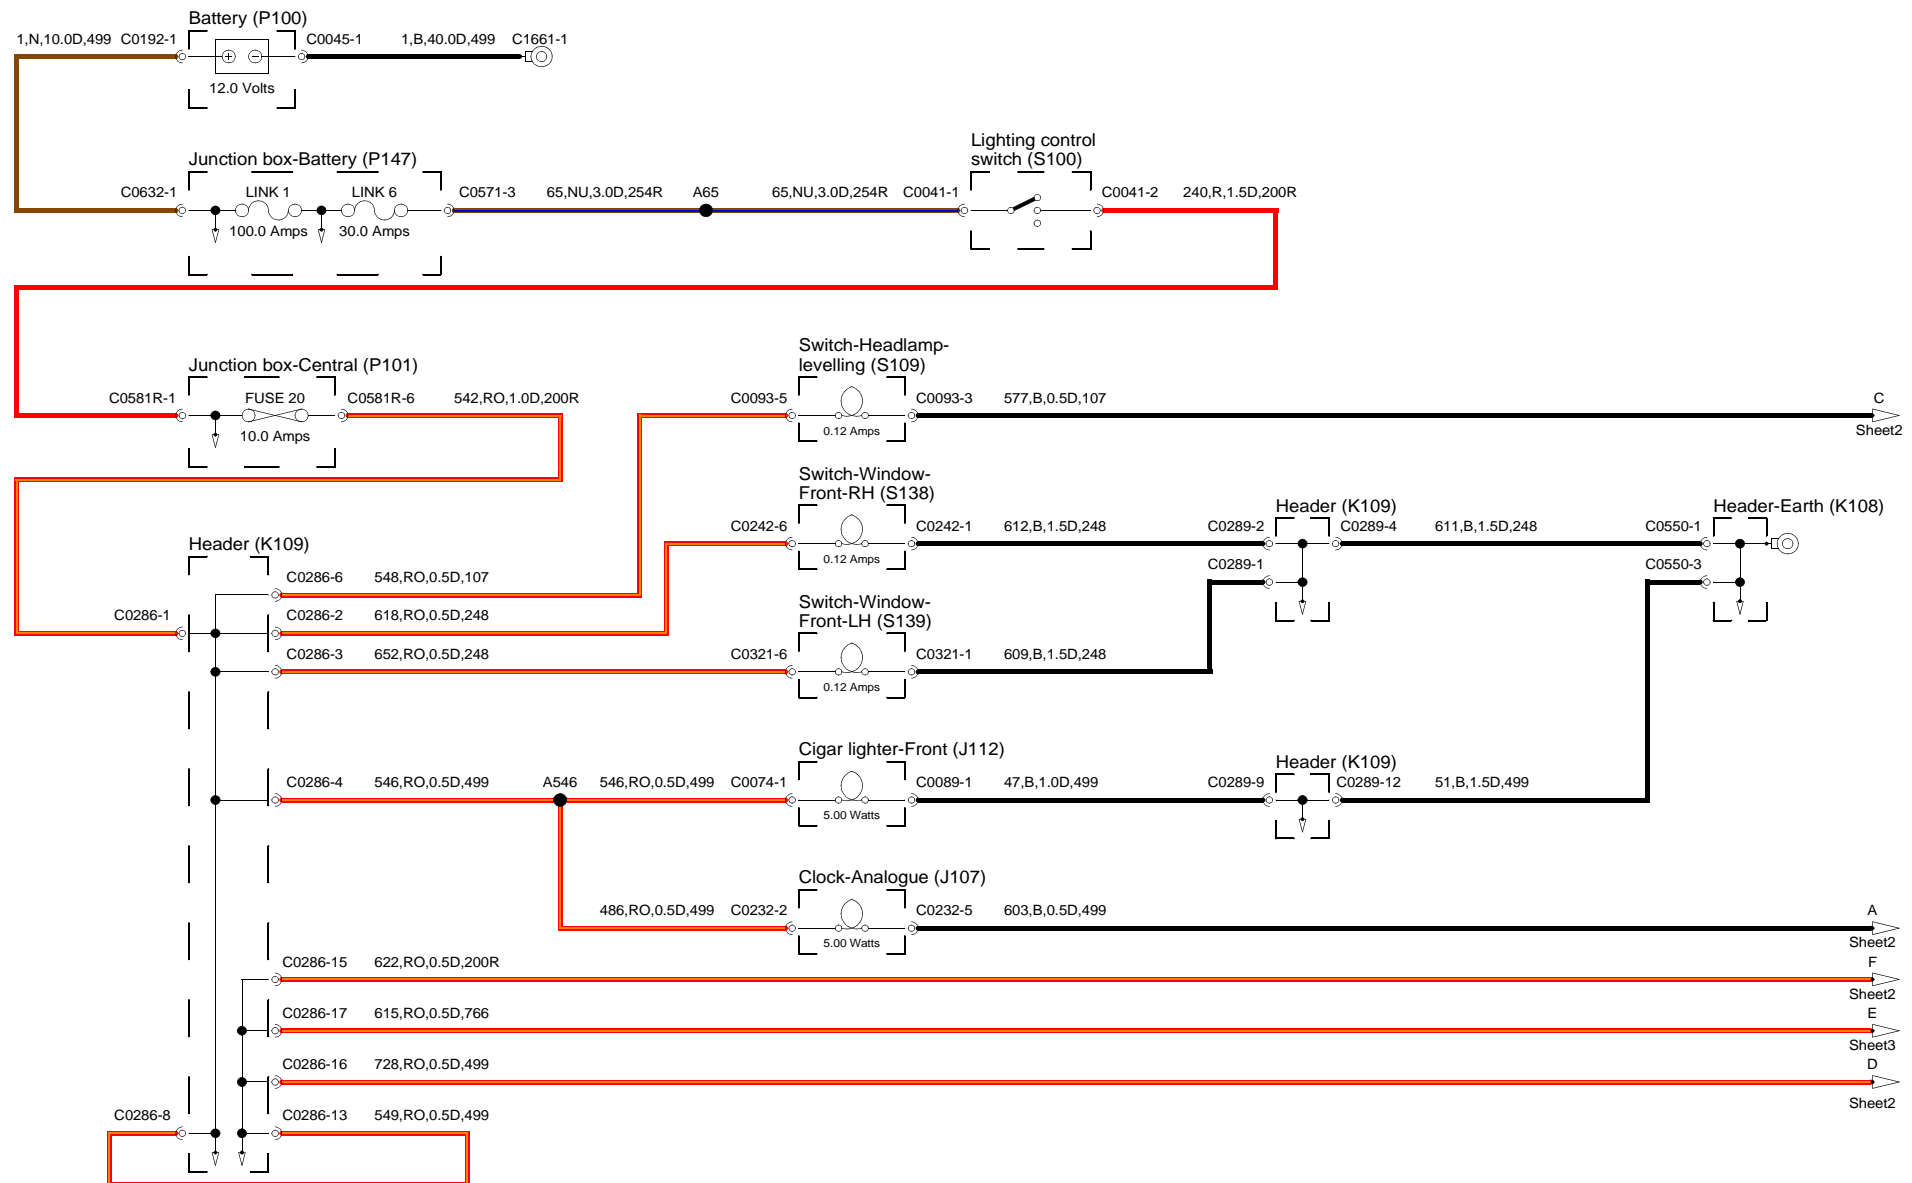 Battery (P100)
1,N,10.0D,499 C0192-1 C0045-1 1,B,40.0D,499 C1661-1
12.0 Volts
Lighting control
switch (S100)
Junction box-Battery (P147)
C0632-1 LINK 1 LINK 6 C0571-3 65,NU,3.0D,254R A65 65,NU,3.0D,254R C0041-1 C0041-2 240,R,1.5D,200R
100.0 Amps 30.0 Amps
Switch-Headlamp-
levelling (S109)
Junction box-Central (P101)
C0581R-1 FUSE 20 C0581R-6 542,RO,1.0D,200R C0093-5 C0093-3 577,B,0.5D,107 C
10.0 Amps 0.12 Amps Sheet2
Switch-Window-
Front-RH (S138) Header (K109) Header-Earth (K108)
C0242-6 C0242-1 612,B,1.5D,248 C0289-2 C0289-4 611,B,1.5D,248 C0550-1
Header (K109) 0.12 Amps C0289-1 C0550-3
C0286-6 548,RO,0.5D,107
Switch-Window-
Front-LH (S139)
C0286-1 C0286-2 618,RO,0.5D,248
C0286-3 652,RO,0.5D,248 C0321-6 C0321-1 609,B,1.5D,248
0.12 Amps
Cigar lighter-Front (J112) Header (K109)
C0286-4 546,RO,0.5D,499 A546 546,RO,0.5D,499 C0074-1 C0089-1 47,B,1.0D,499 C0289-9 C0289-12 51,B,1.5D,499
5.00 Watts
Clock-Analogue (J107)
486,RO,0.5D,499 C0232-2 C0232-5 603,B,0.5D,499 A
5.00 Watts Sheet2
C0286-15 622,RO,0.5D,200R F
Sheet2
C0286-17 615,RO,0.5D,766 E
Sheet3
C0286-16 728,RO,0.5D,499 D
Sheet2
C0286-8 C0286-13 549,RO,0.5D,499